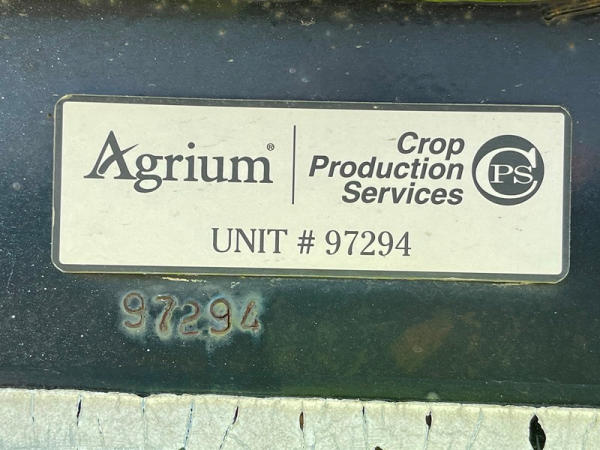 Agrium®
Crop
Production
Services
CPS
UNIT # 97294
97294